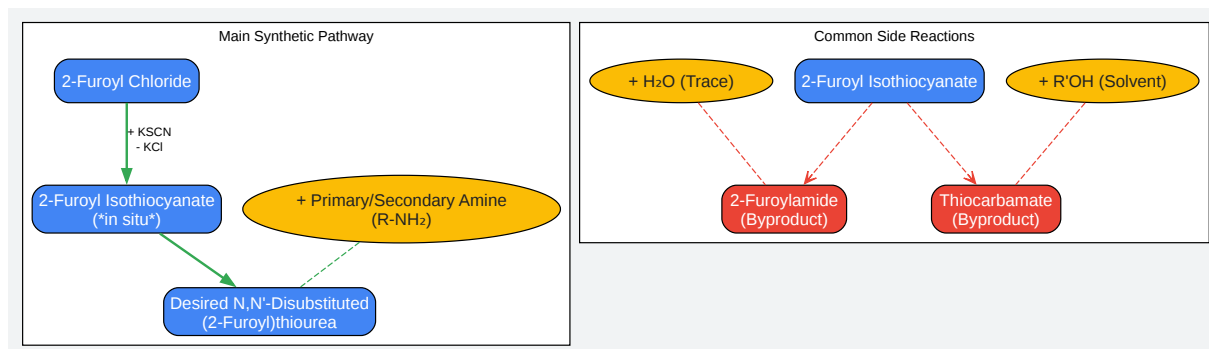 Main Synthetic Pathway
2-Furoyl Chloride
+ KSCN
- KCl
2-Furoyl Isothiocyanate
(*in situ*)
+ Primary/Secondary Amine
(R-NH₂)
Desired N,N'-Disubstituted
(2-Furoyl)thiourea
Common Side Reactions
+ H₂O (Trace)
2-Furoyl Isothiocyanate
+ R'OH (Solvent)
2-Furoylamide
(Byproduct)
Thiocarbamate
(Byproduct)